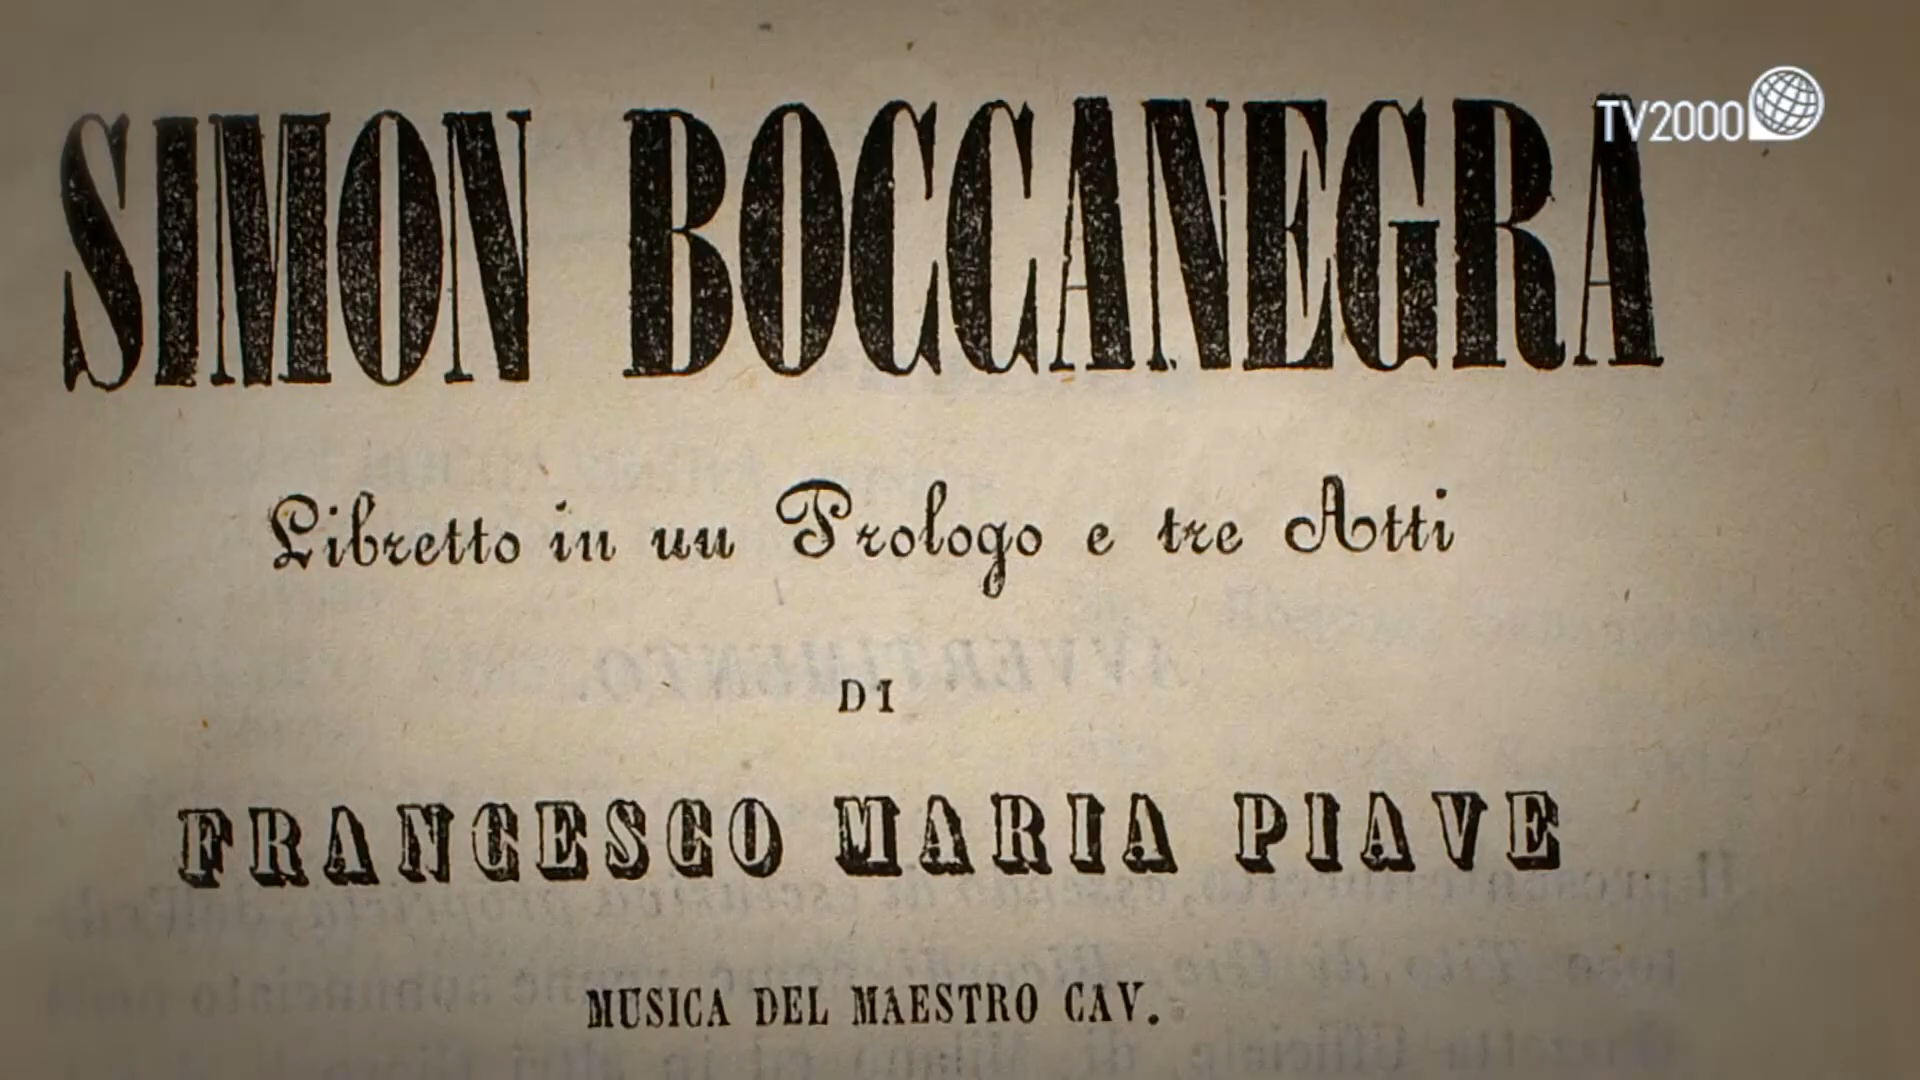 SIMON BOCCANEGRA
TV2000
Libretto in un Prologo e tre Atti
DI
FRANCESCO MARIA PIAVE
MUSICA DEL MAESTRO CAV.